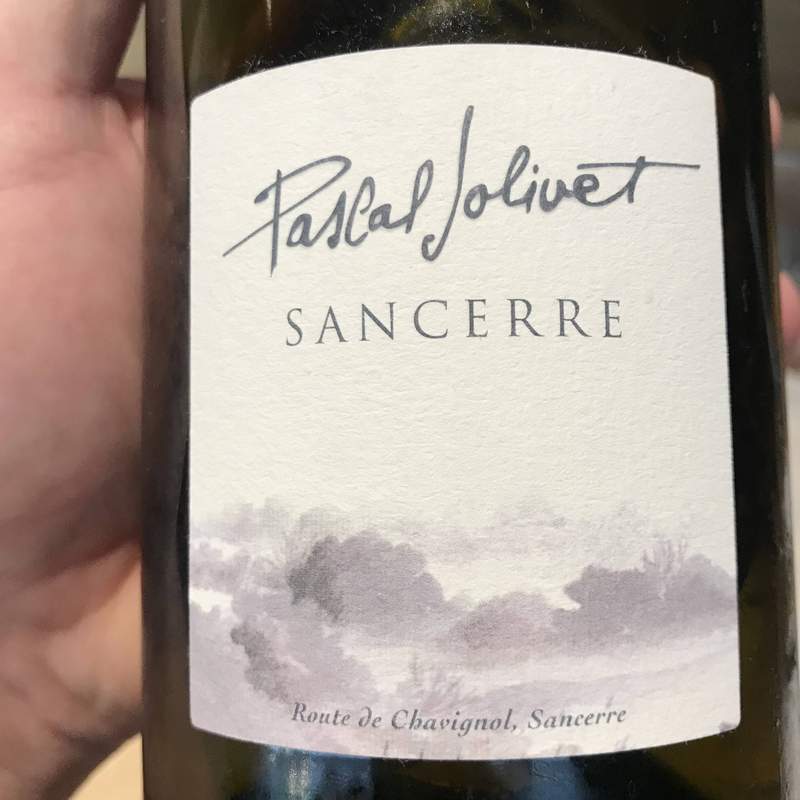 Pascal Jolivet
SANCERRE
Route de Chavignol, Sancerre